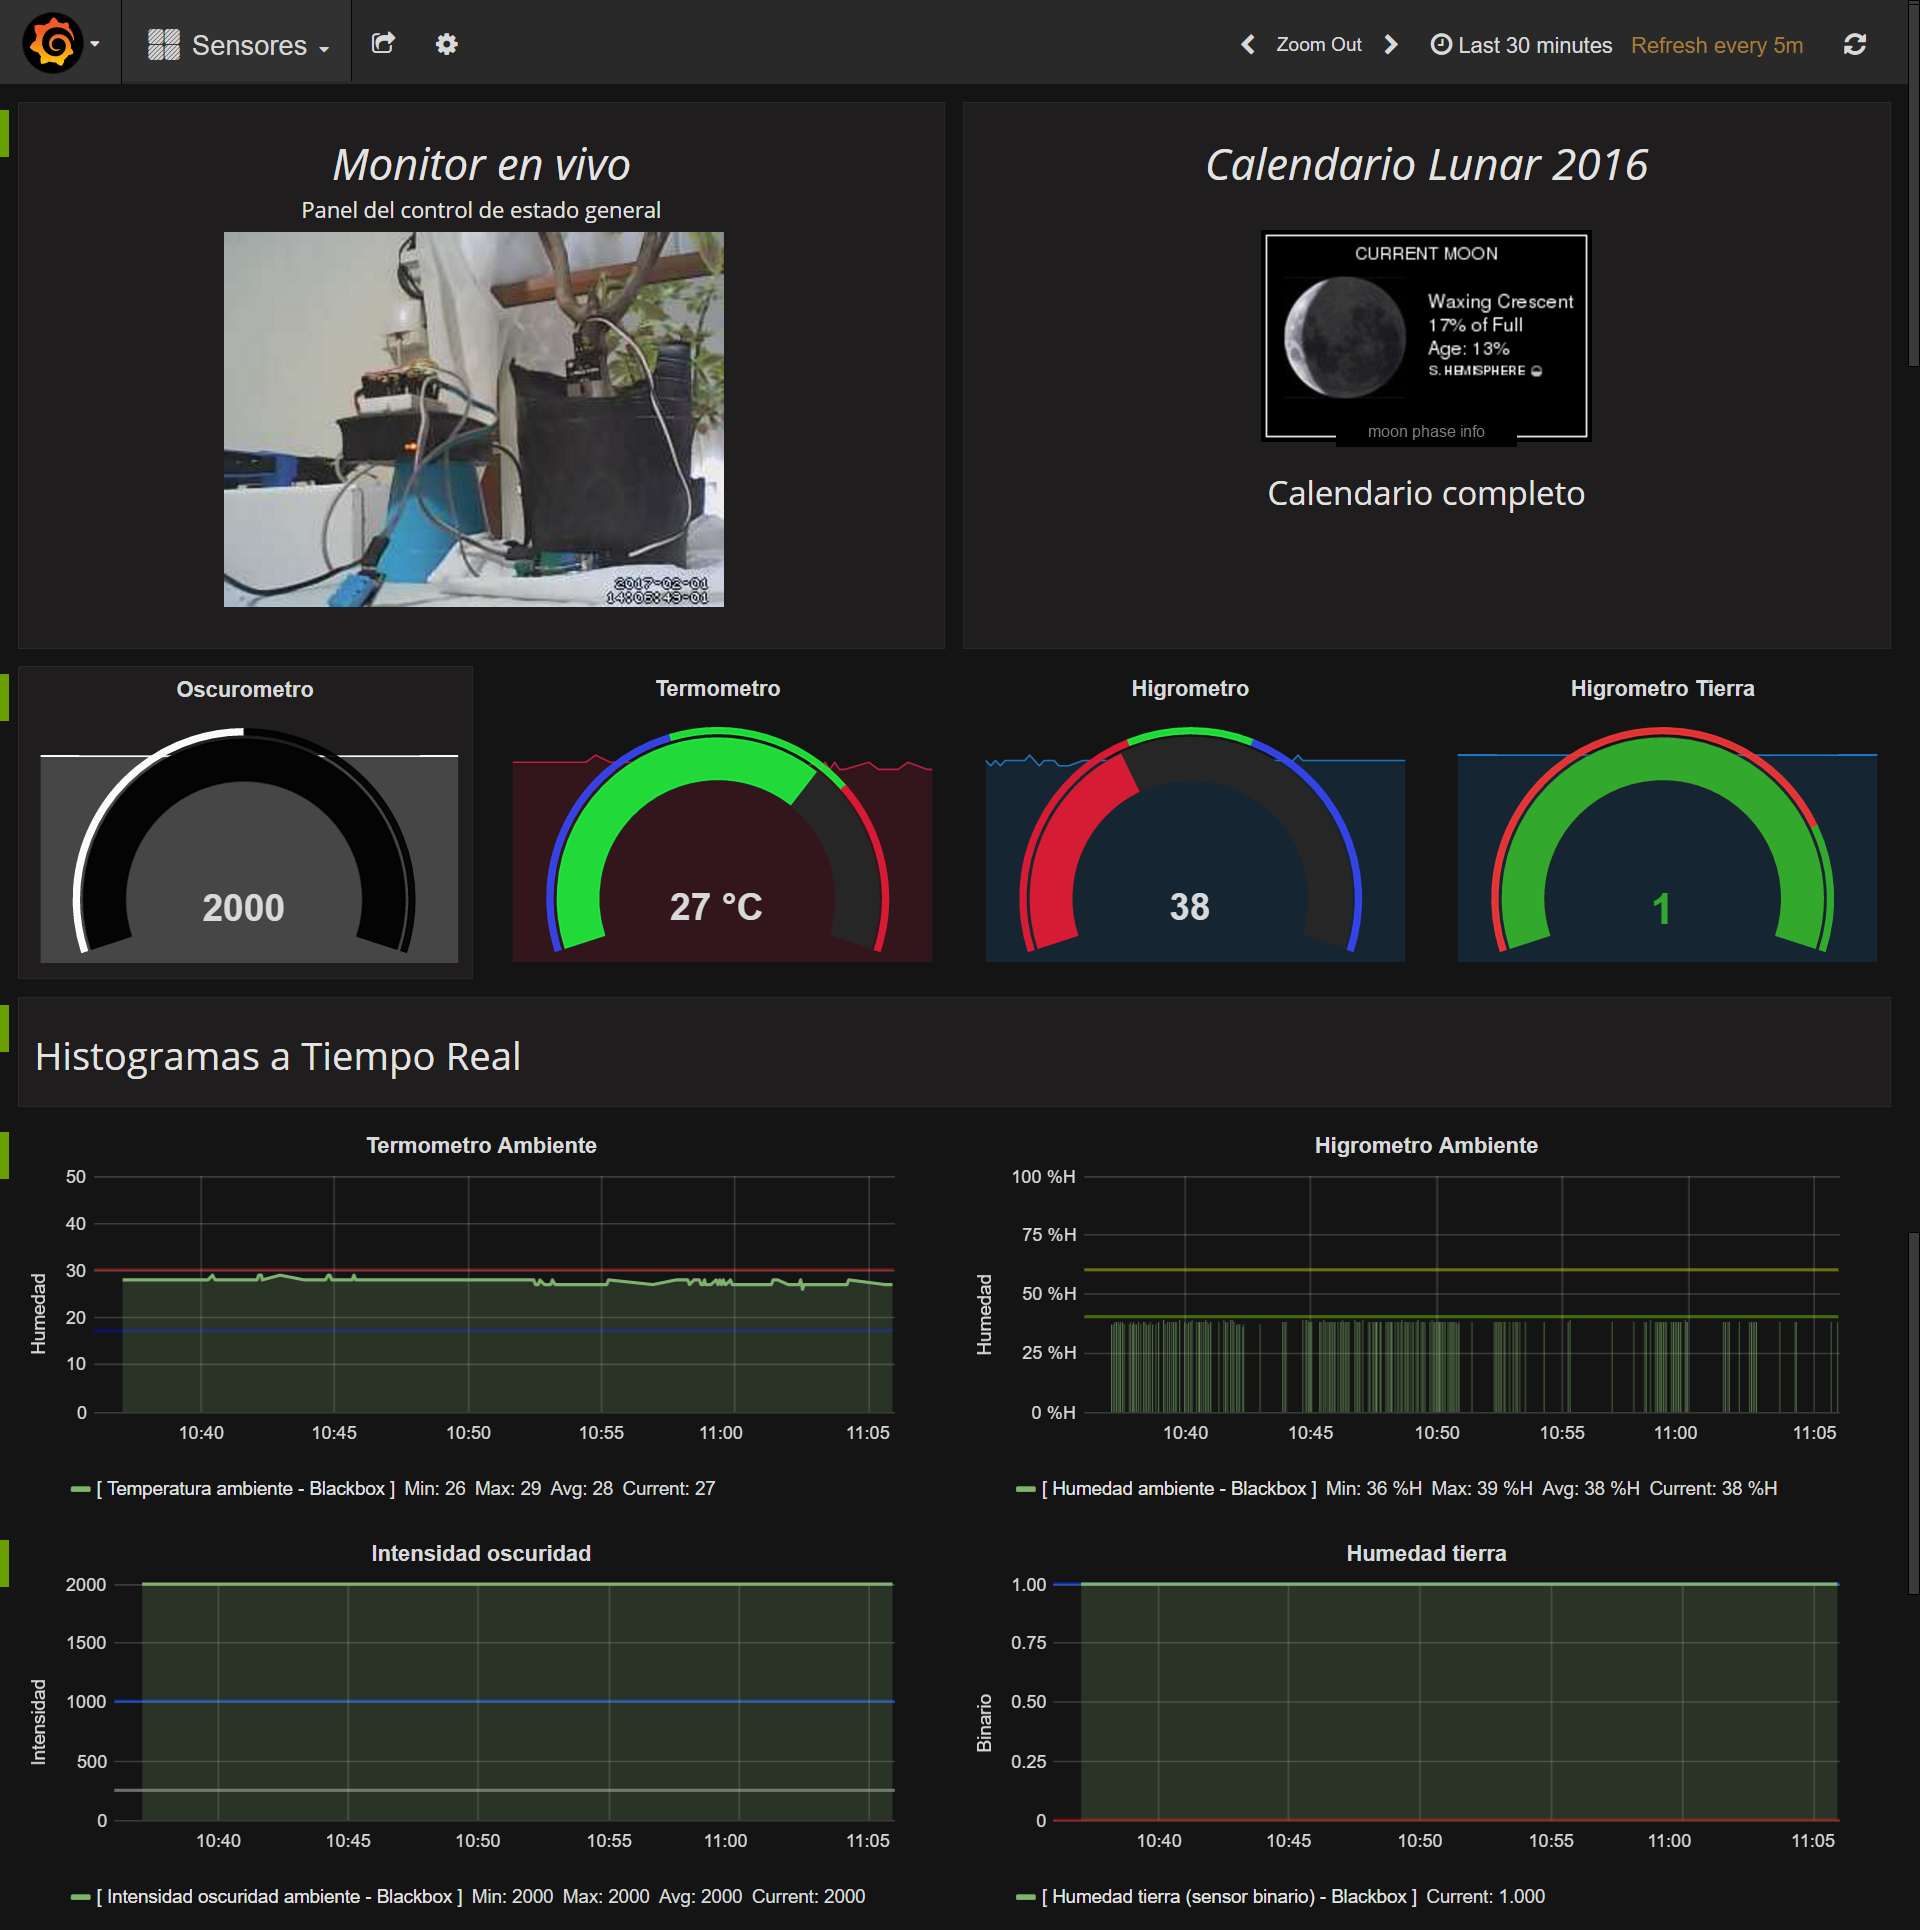 Sensores
Zoom Out
Last 30 minutes
Refresh every 5m
Monitor en vivo
Panel del control de estado general
2017-02-01
14:06:43-01
Calendario Lunar 2016
CURRENT MOON
Waxing Crescent
17% of Full
Age: 13%
S. HEMISPHERE
moon phase info
Calendario completo
Oscurometro
2000
Termometro
27 °C
Higrometro
38
Higrometro Tierra
1
Histogramas a Tiempo Real
Termometro Ambiente
Humedad
50
40
30
20
10
0
10:40 10:45 10:50 10:55 11:00 11:05
[ Temperatura ambiente - Blackbox ] Min: 26 Max: 29 Avg: 28 Current: 27
Higrometro Ambiente
Humedad
100 %H
75 %H
50 %H
25 %H
0 %H
10:40 10:45 10:50 10:55 11:00 11:05
[ Humedad ambiente - Blackbox ] Min: 36 %H Max: 39 %H Avg: 38 %H Current: 38 %H
Intensidad oscuridad
Intensidad
2000
1500
1000
500
0
10:40 10:45 10:50 10:55 11:00 11:05
[ Intensidad oscuridad ambiente - Blackbox ] Min: 2000 Max: 2000 Avg: 2000 Current: 2000
Humedad tierra
Binario
1.00
0.75
0.50
0.25
0
10:40 10:45 10:50 10:55 11:00 11:05
[ Humedad tierra (sensor binario) - Blackbox ] Current: 1.000